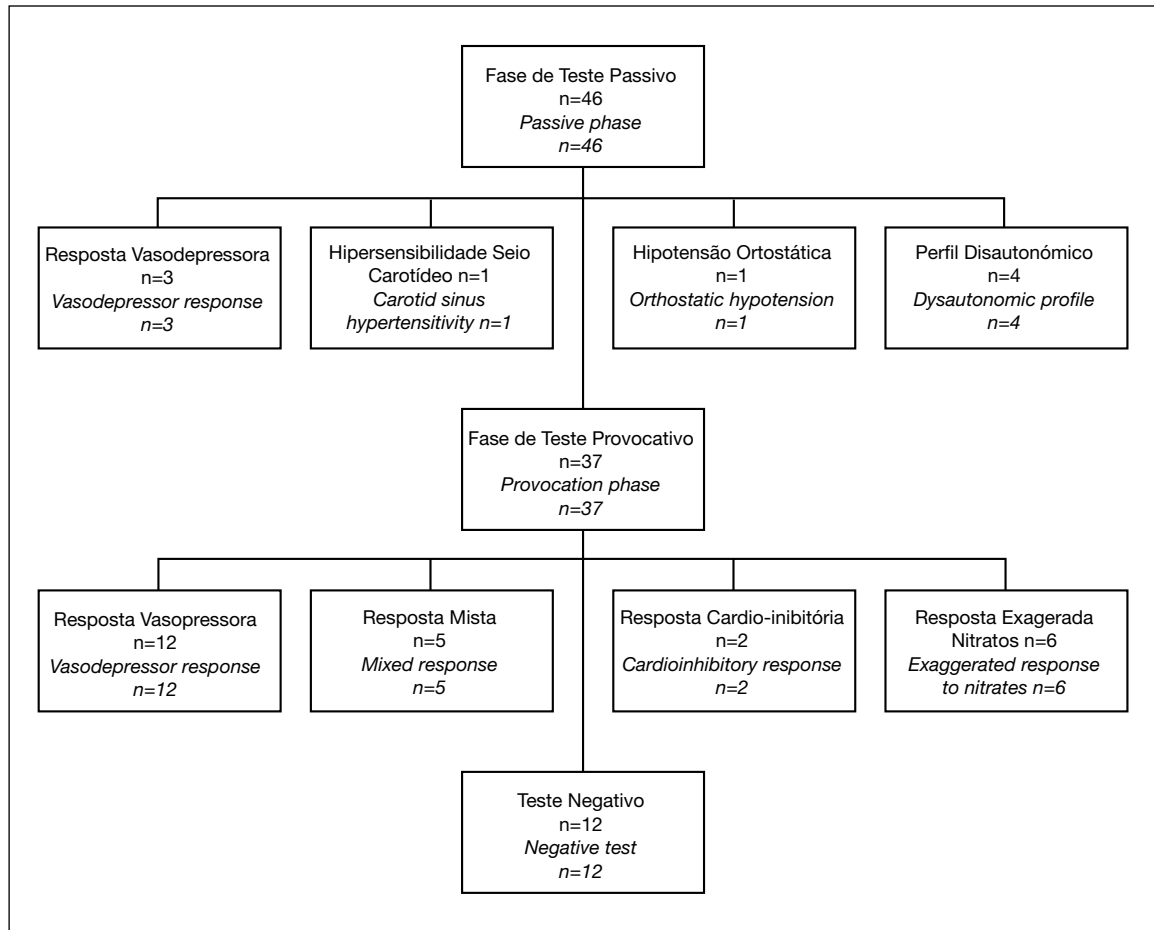 Fase de Teste Passivo
n=46
Passive phase
n=46
Resposta Vasodepressora
n=3
Vasodepressor response
n=3
Hipersensibilidade Seio
Carotídeo n=1
Carotid sinus
hypertensitivity n=1
Hipotensão Ortostática
n=1
Orthostatic hypotension
n=1
Perfil Disautonómico
n=4
Dysautonomic profile
n=4
Fase de Teste Provocativo
n=37
Provocation phase
n=37
Resposta Vasopressora
n=12
Vasodepressor response
n=12
Resposta Mista
n=5
Mixed response
n=5
Resposta Cardio-inibitória
n=2
Cardioinhibitory response
n=2
Resposta Exagerada
Nitratos n=6
Exaggerated response
to nitrates n=6
Teste Negativo
n=12
Negative test
n=12